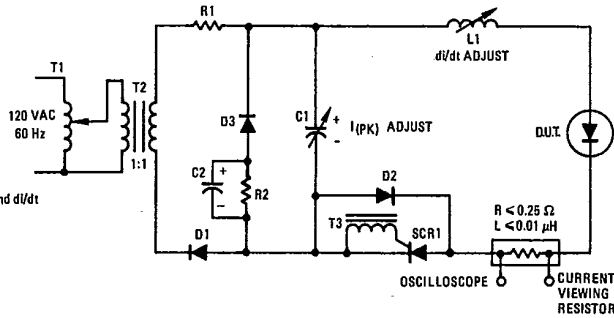 R1
L1
di/dt ADJUST
T1
T2
120 VAC
60 Hz
1:1
D3
C1
+
-
I(PK) ADJUST
D.U.T.
C2
+
-
R2
nd di/dt
D2
T3
SCR1
D1
R ⩽ 0.25 Ω
L ⩽ 0.01 μH
OSCILLOSCOPE
CURRENT
VIEWING
RESISTOR